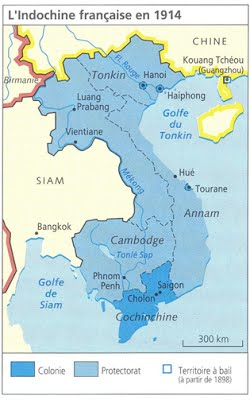 L'Indochine française en 1914
CHINE
Kouang Tchéou
(Guangzhou)
Birmanie
Tonkin
Fl. Rouge
Hanoi
Haiphong
Luang
Prabang
Golfe
du
Tonkin
Vientiane
SIAM
Mékong
Hué
Tourane
Annam
Bangkok
Cambodge
Tonlé Sap
Golfe
de
Siam
Phnom
Penh
Saigon
Cholon
Cochinchine
300 km
Colonie
Protectorat
Territoire à bail
(à partir de 1898)